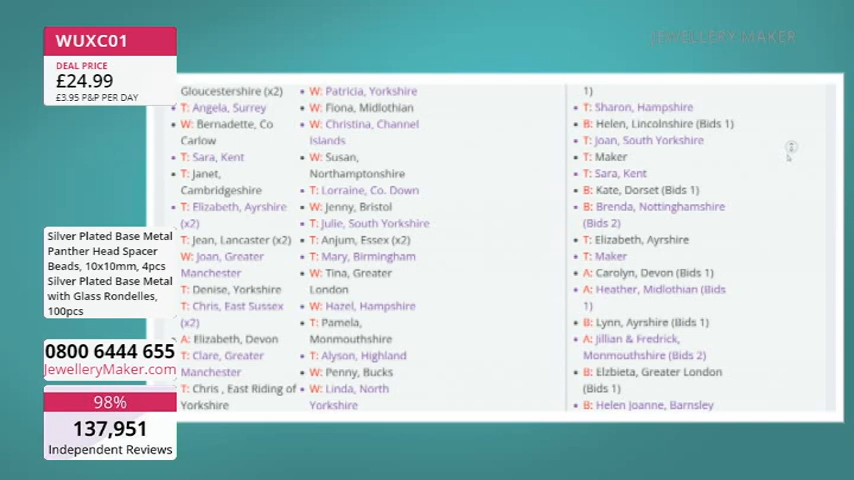 WUXC01
DEAL PRICE
£24.99
£3.95 P&P PER DAY
JEWELLERY MAKER
Silver Plated Base Metal
Panther Head Spacer
Beads, 10x10mm, 4pcs
Silver Plated Base Metal
with Glass Rondelles,
100pcs
0800 6444 655
JewelleryMaker.com
98%
137,951
Independent Reviews
Gloucestershire (x2)
T: Angela, Surrey
W: Bernadette, Co
Carlow
T: Sara, Kent
T: Janet,
Cambridgeshire
T: Elizabeth, Ayrshire
(x2)
T: Jean, Lancaster (x2)
W: Joan, Greater
Manchester
T: Denise, Yorkshire
T: Chris, East Sussex
(x2)
A: Elizabeth, Devon
T: Clare, Greater
Manchester
T: Chris , East Riding of
Yorkshire
W: Patricia, Yorkshire
W: Fiona, Midlothian
W: Christina, Channel
Islands
W: Susan,
Northamptonshire
T: Lorraine, Co. Down
W: Jenny, Bristol
T: Julie, South Yorkshire
T: Anjum, Essex (x2)
T: Mary, Birmingham
W: Tina, Greater
London
W: Hazel, Hampshire
T: Pamela,
Monmouthshire
T: Alyson, Highland
W: Penny, Bucks
W: Linda, North
Yorkshire
1)
T: Sharon, Hampshire
B: Helen, Lincolnshire (Bids 1)
T: Joan, South Yorkshire
T: Maker
T: Sara, Kent
B: Kate, Dorset (Bids 1)
B: Brenda, Nottinghamshire
(Bids 2)
T: Elizabeth, Ayrshire
T: Maker
A: Carolyn, Devon (Bids 1)
A: Heather, Midlothian (Bids
1)
B: Lynn, Ayrshire (Bids 1)
A: Jillian & Fredrick,
Monmouthshire (Bids 2)
B: Elzbieta, Greater London
(Bids 1)
B: Helen Joanne, Barnsley